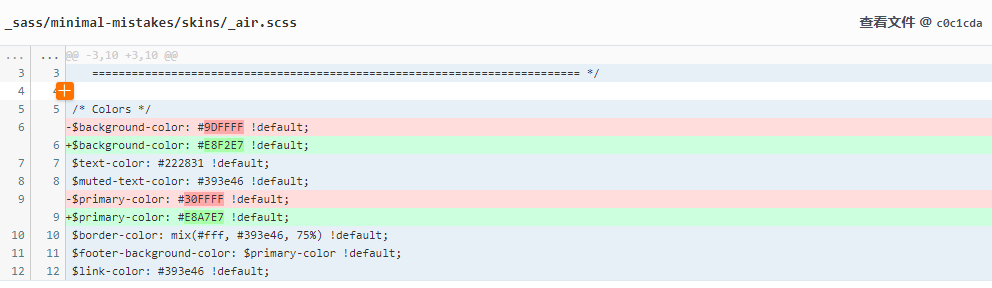 _sass/minimal-mistakes/skins/_air.scss 查看文件 @ c0c1cda
... ... @@ -3,10 +3,10 @@
3 3 ========================================================================== */
4 4
5 5 /* Colors */
6 -$background-color: #9DFFFF !default;
6 +$background-color: #E8F2E7 !default;
7 7 $text-color: #222831 !default;
8 8 $muted-text-color: #393e46 !default;
9 -$primary-color: #30FFFF !default;
9 +$primary-color: #E8A7E7 !default;
10 10 $border-color: mix(#fff, #393e46, 75%) !default;
11 11 $footer-background-color: $primary-color !default;
12 12 $link-color: #393e46 !default;